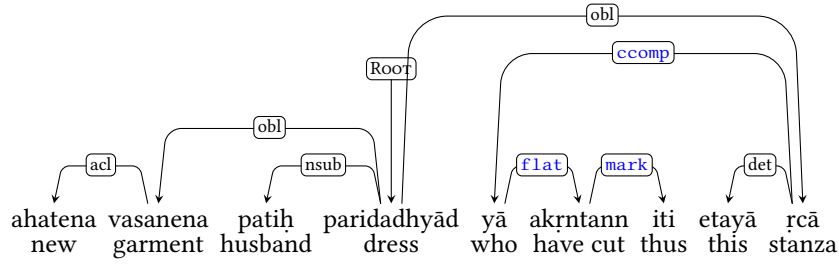 obl
ccomp
ROOT
obl
acl nsub flat mark det
ahatena vasanena patiḥ paridadhyād yā akṛntann iti etayā ṛcā
new garment husband dress who have cut thus this stanza